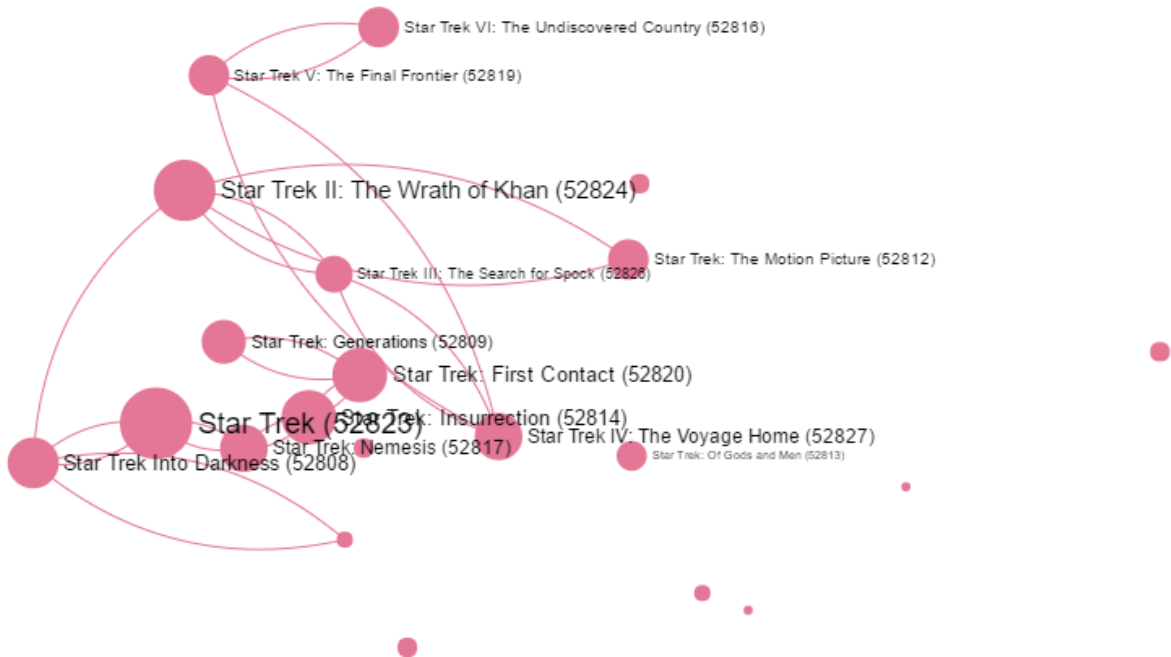 Star Trek VI: The Undiscovered Country (52816)
Star Trek V: The Final Frontier (52819)
Star Trek II: The Wrath of Khan (52824)
Star Trek: The Motion Picture (52812)
Star Trek III: The Search for Spock (52826)
Star Trek: Generations (52809)
Star Trek: First Contact (52820)
Star Trek: Insurrection (52814)
Star Trek (52823)
Star Trek IV: The Voyage Home (52827)
Star Trek: Nemesis (52817)
Star Trek: Of Gods and Men (52813)
Star Trek Into Darkness (52808)